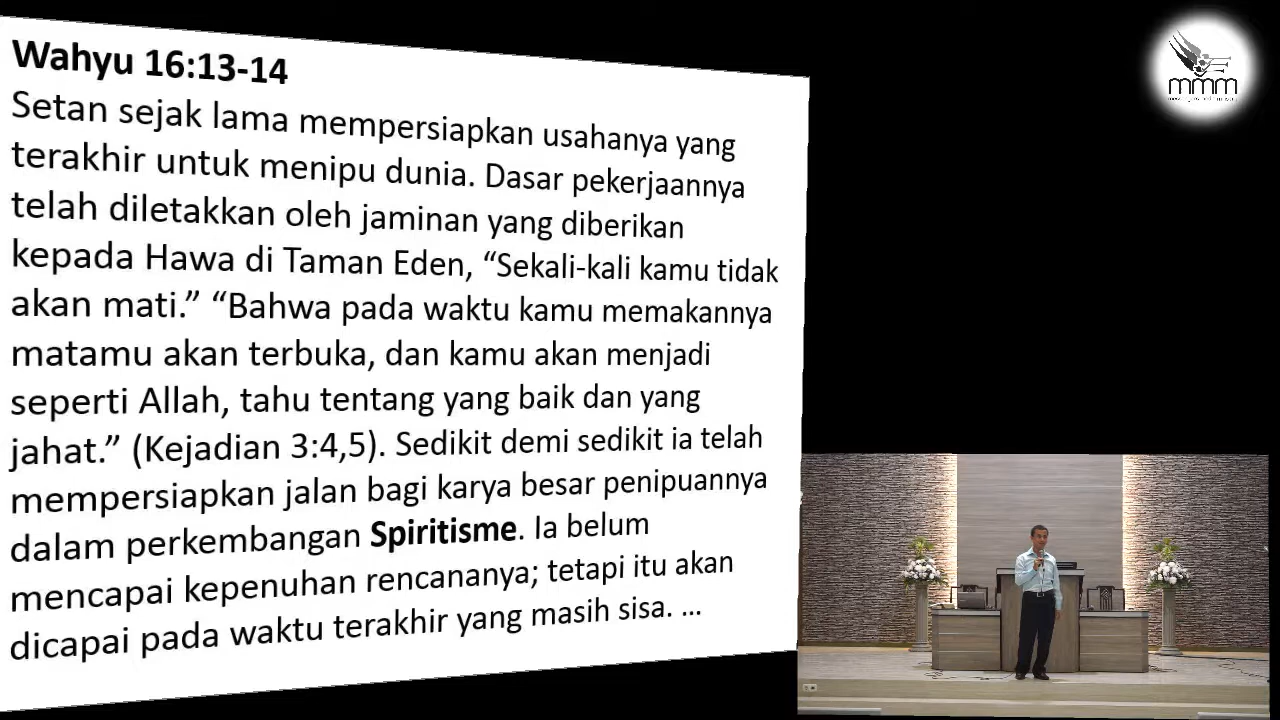 Wahyu 16:13-14
Setan sejak lama mempersiapkan usahanya yang
terakhir untuk menipu dunia. Dasar pekerjaannya
telah diletakkan oleh jaminan yang diberikan
kepada Hawa di Taman Eden, “Sekali-kali kamu tidak
akan mati.” “Bahwa pada waktu kamu memakannya
matamu akan terbuka, dan kamu akan menjadi
seperti Allah, tahu tentang yang baik dan yang
jahat.” (Kejadian 3:4,5). Sedikit demi sedikit ia telah
mempersiapkan jalan bagi karya besar penipuannya
dalam perkembangan Spiritisme. Ia belum
mencapai kepenuhan rencananya; tetapi itu akan
dicapai pada waktu terakhir yang masih sisa. ...
mmm